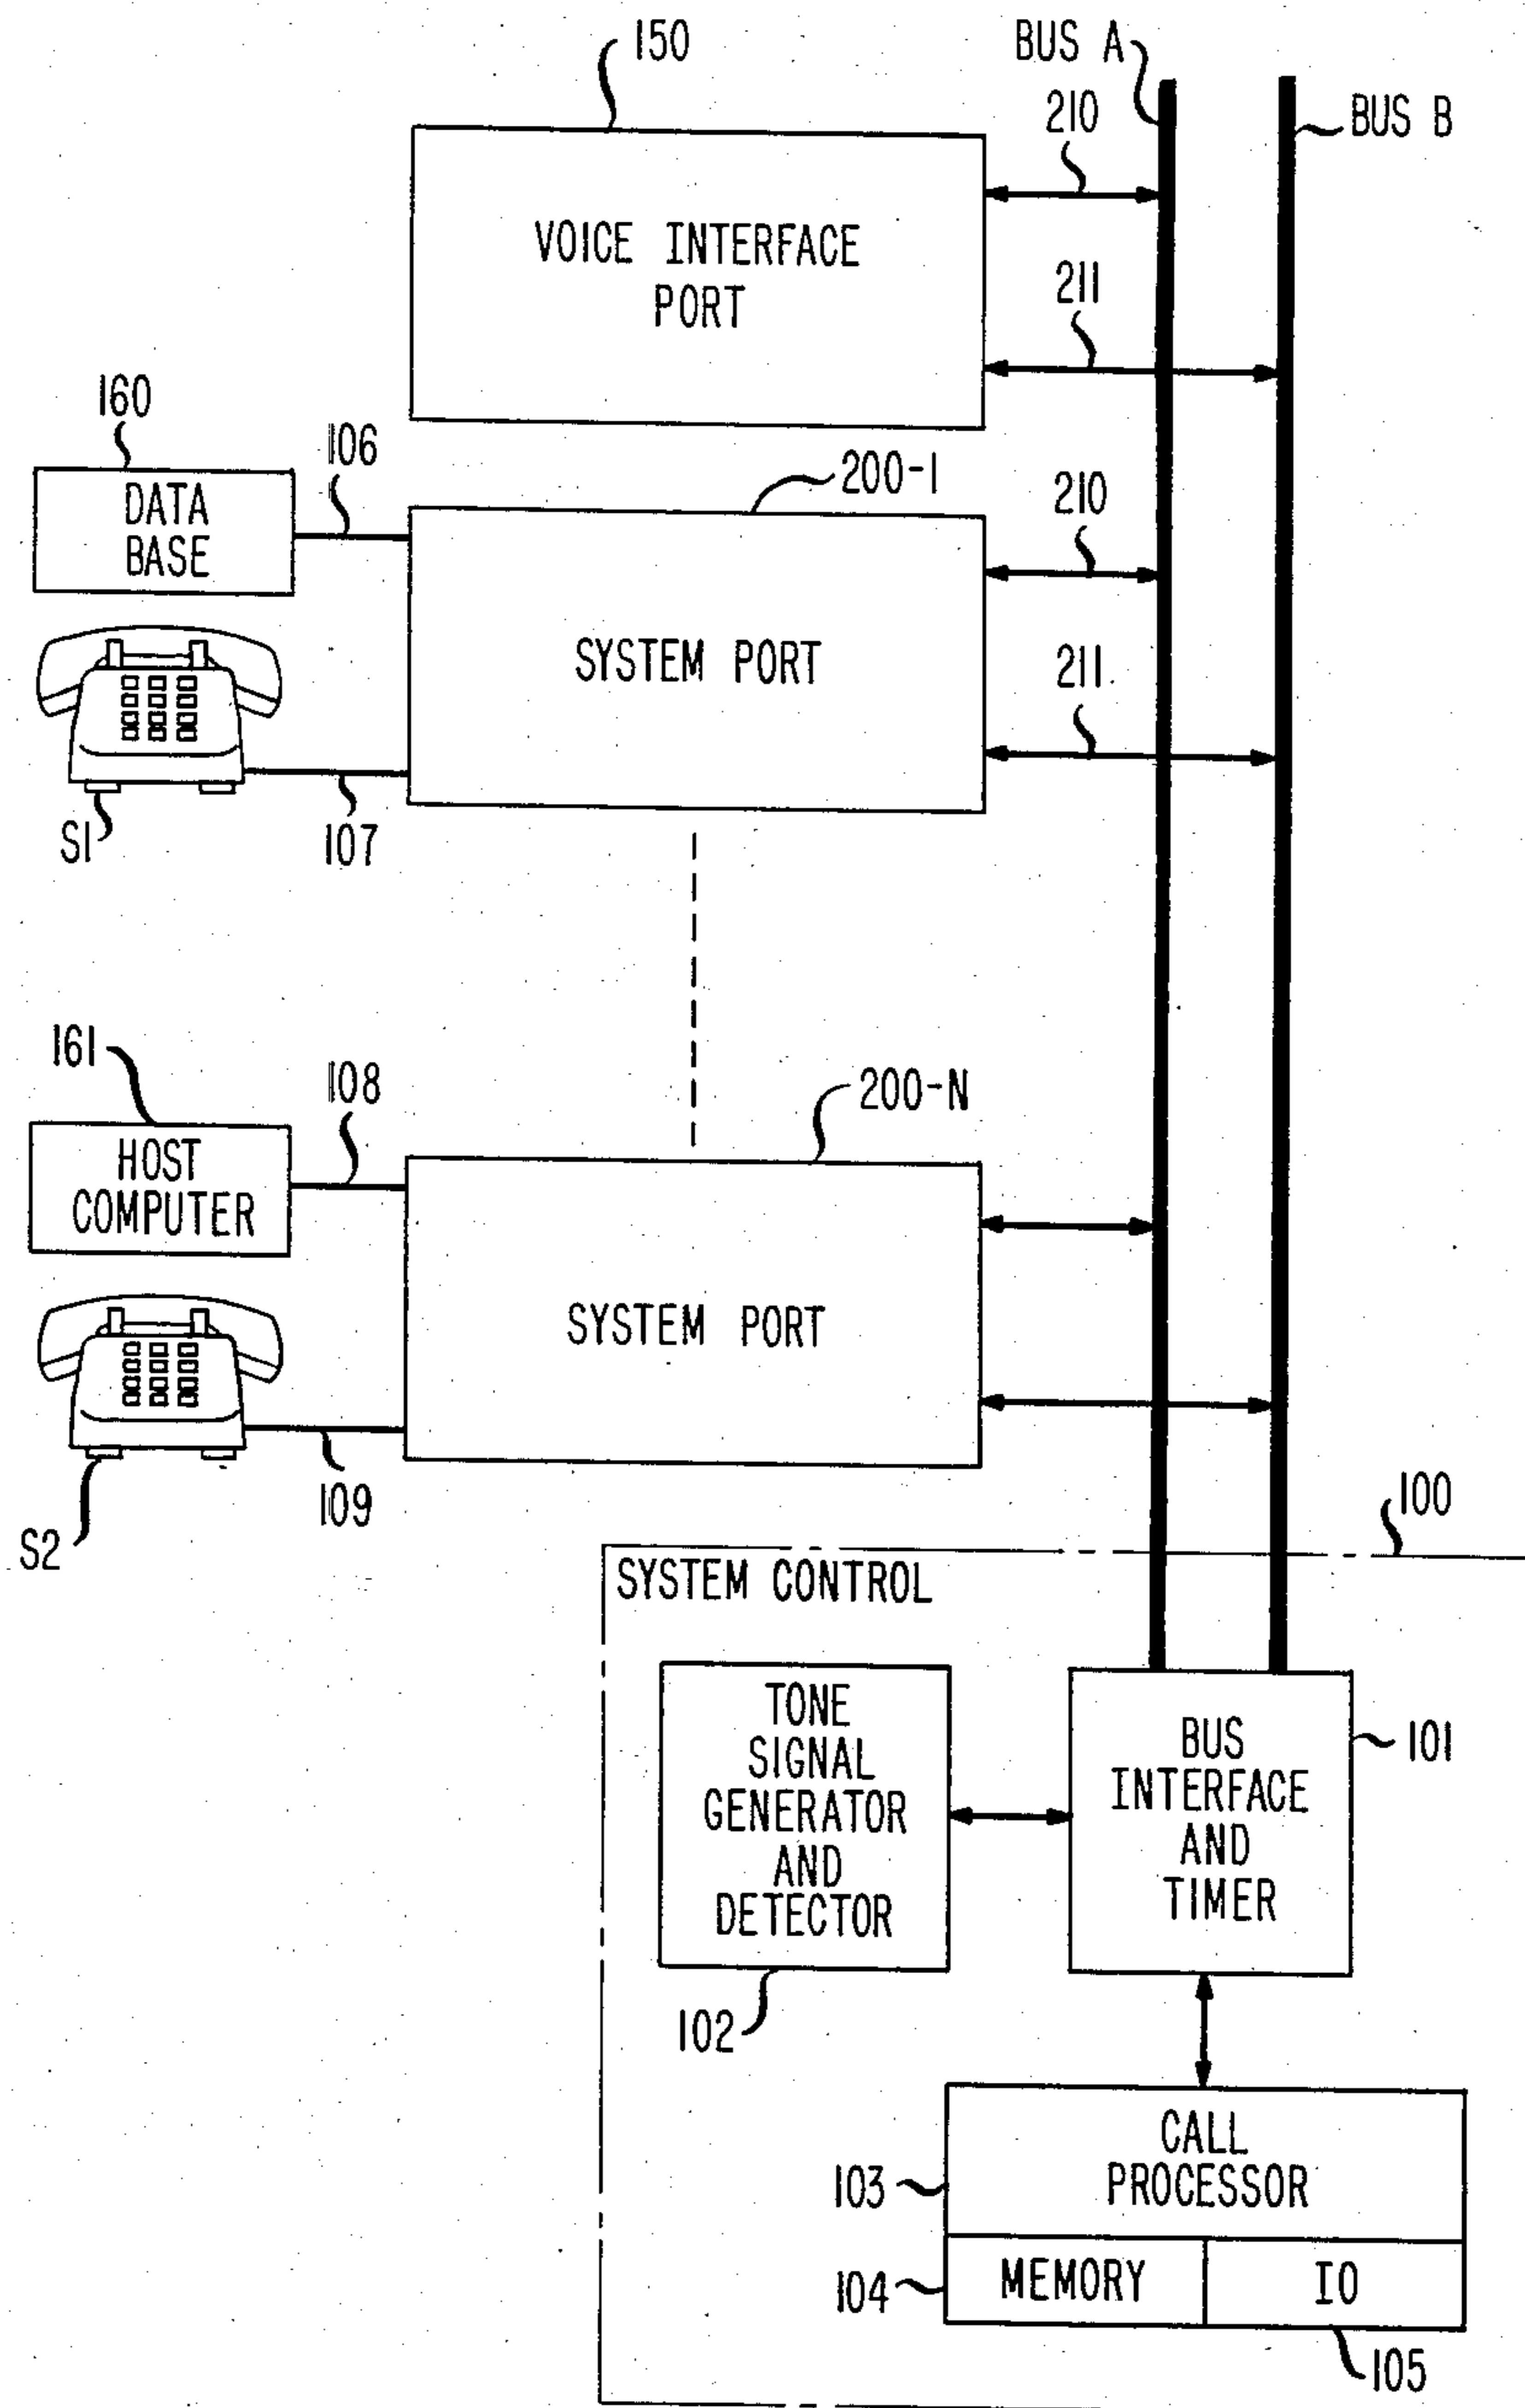 150
BUS A
210
BUS B
VOICE INTERFACE
PORT
211
160
106
200-1
210
DATA
BASE
SYSTEM PORT
211
S1
107
161
108
200-N
HOST
COMPUTER
SYSTEM PORT
109
S2
100
SYSTEM CONTROL
TONE
SIGNAL
GENERATOR
AND
DETECTOR
BUS
INTERFACE
AND
TIMER
101
102
CALL
PROCESSOR
103
MEMORY
IO
104
105